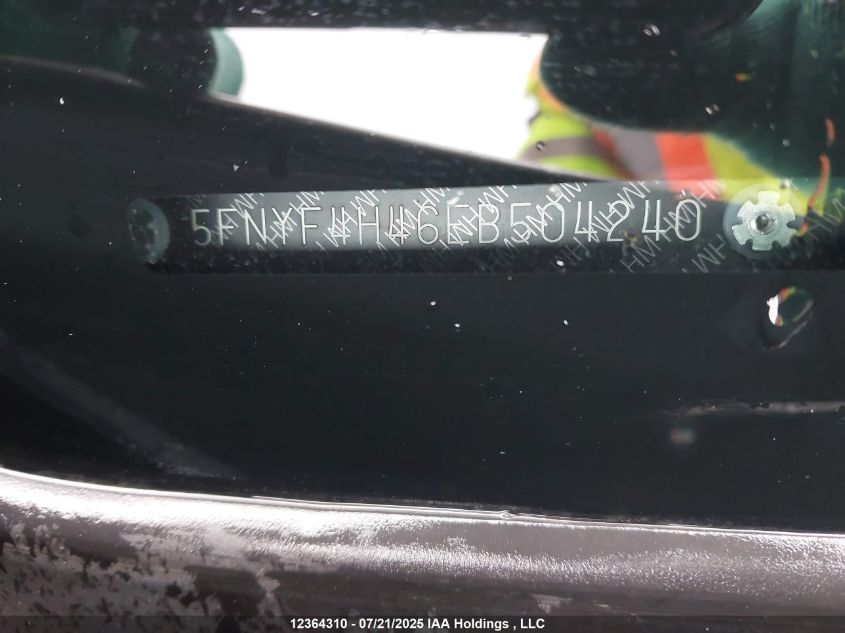 5FNYF4H46EB504240
12364310 - 07/21/2025 IAA Holdings , LLC